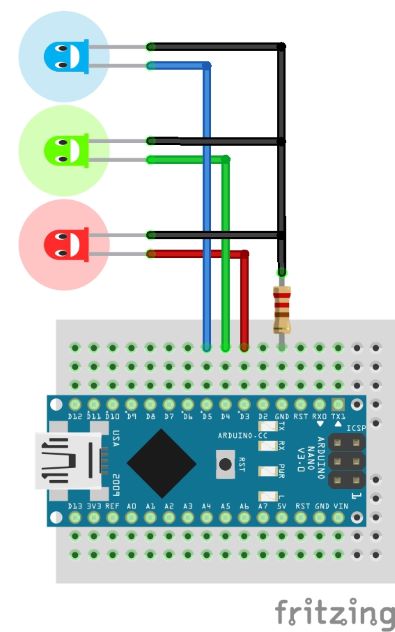 D12 D11 D10 D9 D8 D7 D6 D5 D4 D3 D2 GND RST RX0 TX1
ICSP
TX
ARDUINO.CC
RX
RST
PWR
L
ARDUINO
NANO
V3.0
USA
2009
1
D13 3V3 REF A0 A1 A2 A3 A4 A5 A6 A7 5V RST GND VIN
fritzing